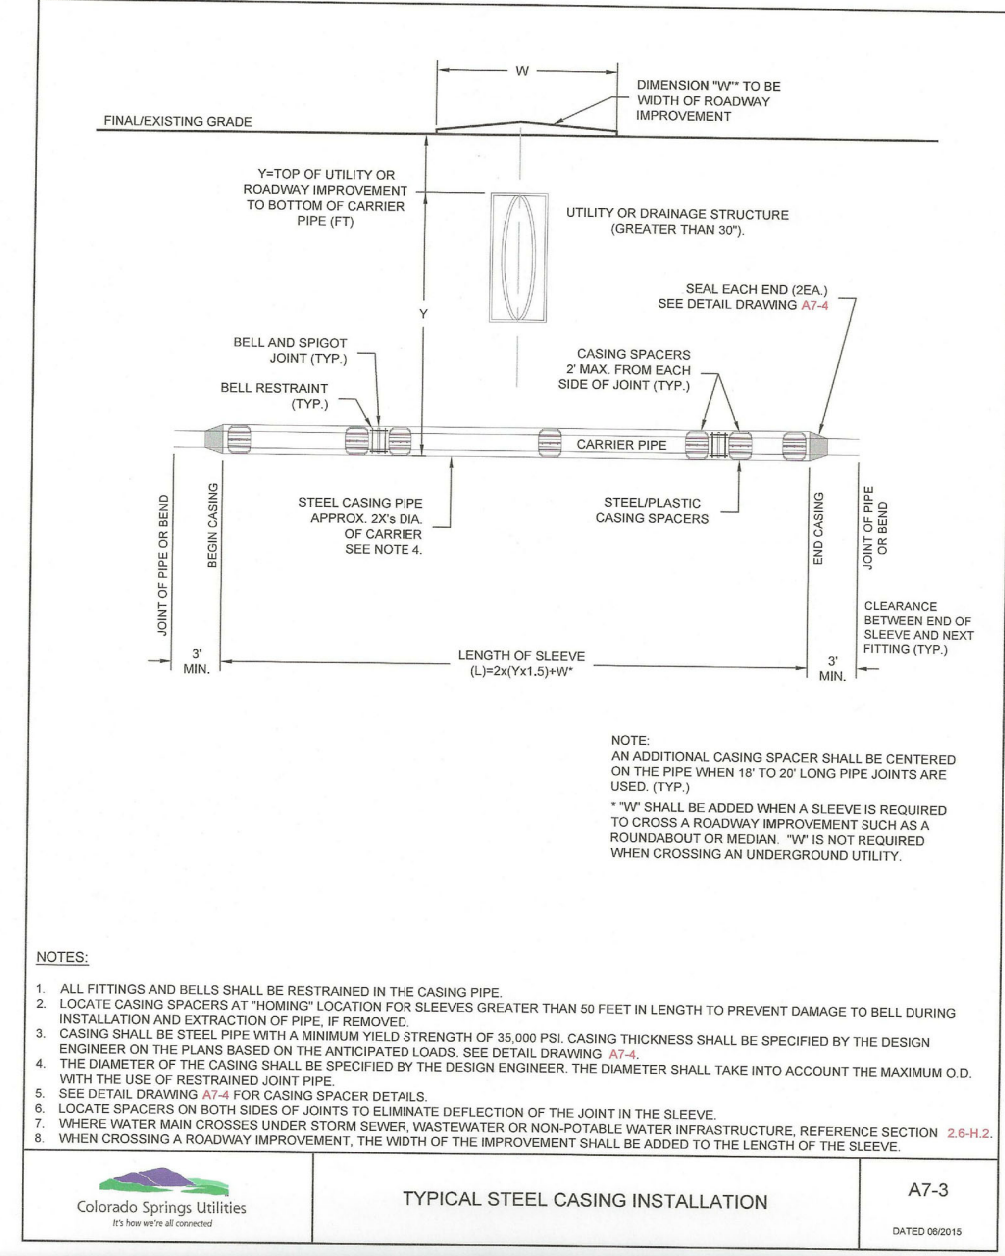 W
DIMENSION "W"* TO BE
WIDTH OF ROADWAY
IMPROVEMENT
FINAL/EXISTING GRADE
Y=TOP OF UTILITY OR
ROADWAY IMPROVEMENT
TO BOTTOM OF CARRIER
PIPE (FT)
UTILITY OR DRAINAGE STRUCTURE
(GREATER THAN 30").
SEAL EACH END (2EA.)
SEE DETAIL DRAWING A7-4
Y
BELL AND SPIGOT
JOINT (TYP.)
CASING SPACERS
2' MAX. FROM EACH
SIDE OF JOINT (TYP.)
BELL RESTRAINT
(TYP.)
CARRIER PIPE
STEEL CASING PIPE
APPROX. 2X's DIA.
OF CARRIER
SEE NOTE 4.
STEEL/PLASTIC
CASING SPACERS
JOINT OF PIPE OR BEND
BEGIN CASING
END CASING
JOINT OF PIPE
OR BEND
CLEARANCE
BETWEEN END OF
SLEEVE AND NEXT
FITTING (TYP.)
3'
MIN.
LENGTH OF SLEEVE
(L)=2x(Yx1.5)+W*
3'
MIN.
NOTE:
AN ADDITIONAL CASING SPACER SHALL BE CENTERED
ON THE PIPE WHEN 18' TO 20' LONG PIPE JOINTS ARE
USED. (TYP.)
* "W" SHALL BE ADDED WHEN A SLEEVE IS REQUIRED
TO CROSS A ROADWAY IMPROVEMENT SUCH AS A
ROUNDABOUT OR MEDIAN. "W" IS NOT REQUIRED
WHEN CROSSING AN UNDERGROUND UTILITY.
NOTES:
1. ALL FITTINGS AND BELLS SHALL BE RESTRAINED IN THE CASING PIPE.
2. LOCATE CASING SPACERS AT "HOMING" LOCATION FOR SLEEVES GREATER THAN 50 FEET IN LENGTH TO PREVENT DAMAGE TO BELL DURING
INSTALLATION AND EXTRACTION OF PIPE, IF REMOVED.
3. CASING SHALL BE STEEL PIPE WITH A MINIMUM YIELD STRENGTH OF 35,000 PSI. CASING THICKNESS SHALL BE SPECIFIED BY THE DESIGN
ENGINEER ON THE PLANS BASED ON THE ANTICIPATED LOADS. SEE DETAIL DRAWING A7-4.
4. THE DIAMETER OF THE CASING SHALL BE SPECIFIED BY THE DESIGN ENGINEER. THE DIAMETER SHALL TAKE INTO ACCOUNT THE MAXIMUM O.D.
WITH THE USE OF RESTRAINED JOINT PIPE.
5. SEE DETAIL DRAWING A7-4 FOR CASING SPACER DETAILS.
6. LOCATE SPACERS ON BOTH SIDES OF JOINTS TO ELIMINATE DEFLECTION OF THE JOINT IN THE SLEEVE.
7. WHERE WATER MAIN CROSSES UNDER STORM SEWER, WASTEWATER OR NON-POTABLE WATER INFRASTRUCTURE, REFERENCE SECTION 2.6-H.2.
8. WHEN CROSSING A ROADWAY IMPROVEMENT, THE WIDTH OF THE IMPROVEMENT SHALL BE ADDED TO THE LENGTH OF THE SLEEVE.
Colorado Springs Utilities
It's how we're all connected
TYPICAL STEEL CASING INSTALLATION
A7-3
DATED 06/2015